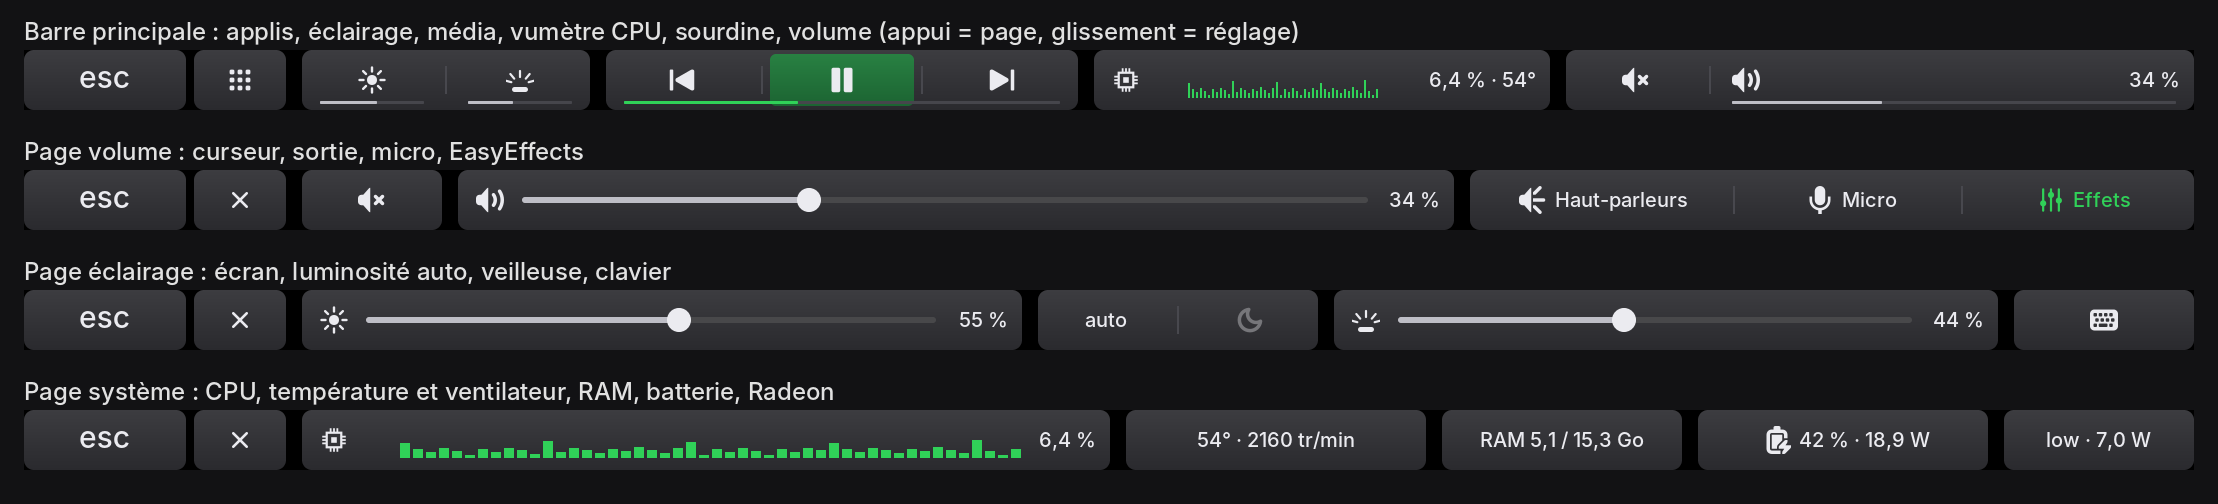 Barre principale : applis, éclairage, média, vumètre CPU, sourdine, volume (appui = page, glissement = réglage)
esc 6,4 % · 54° 34 %
Page volume : curseur, sortie, micro, EasyEffects
esc 34 % Haut-parleurs Micro Effets
Page éclairage : écran, luminosité auto, veilleuse, clavier
esc 55 % auto 44 %
Page système : CPU, température et ventilateur, RAM, batterie, Radeon
esc 6,4 % 54° · 2160 tr/min RAM 5,1 / 15,3 Go 42 % · 18,9 W low · 7,0 W